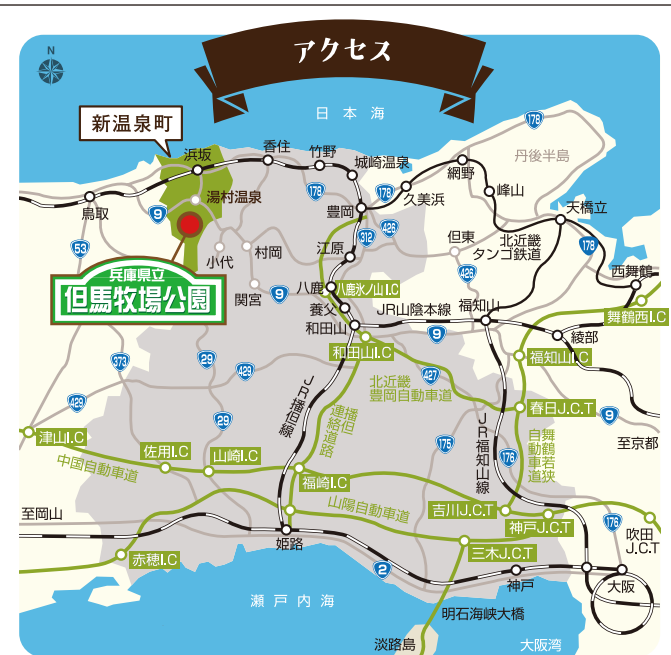 アクセス
N
日本海
178
新温泉町
浜坂
香住
竹野
城崎温泉
網野
丹後半島
178
178
久美浜
峰山
鳥取
9
湯村温泉
豊岡
天橋立
312
426
但東
北近畿
タンゴ鉄道
178
53
小代
村岡
江原
426
西舞鶴
兵庫県立
但馬牧場公園
関宮
9
八鹿
八鹿氷ノ山I.C
養父
JR山陰本線
福知山
舞鶴西I.C
和田山
9
綾部
和田山I.C
福知山I.C
373
29
429
427
北近畿
豊岡自動車道
429
JR播但線
播但
連絡道路
春日J.C.T
9
29
至京都
津山I.C
175
JR福知山線
176
舞鶴若狭
自動車道
佐用I.C
山崎I.C
中国自動車道
福崎I.C
至岡山
山陽自動車道
吉川J.C.T
神戸J.C.T
176
吹田
J.C.T
姫路
三木J.C.T
赤穂I.C
2
神戸
大阪
瀬戸内海
明石海峡大橋
淡路島
大阪湾